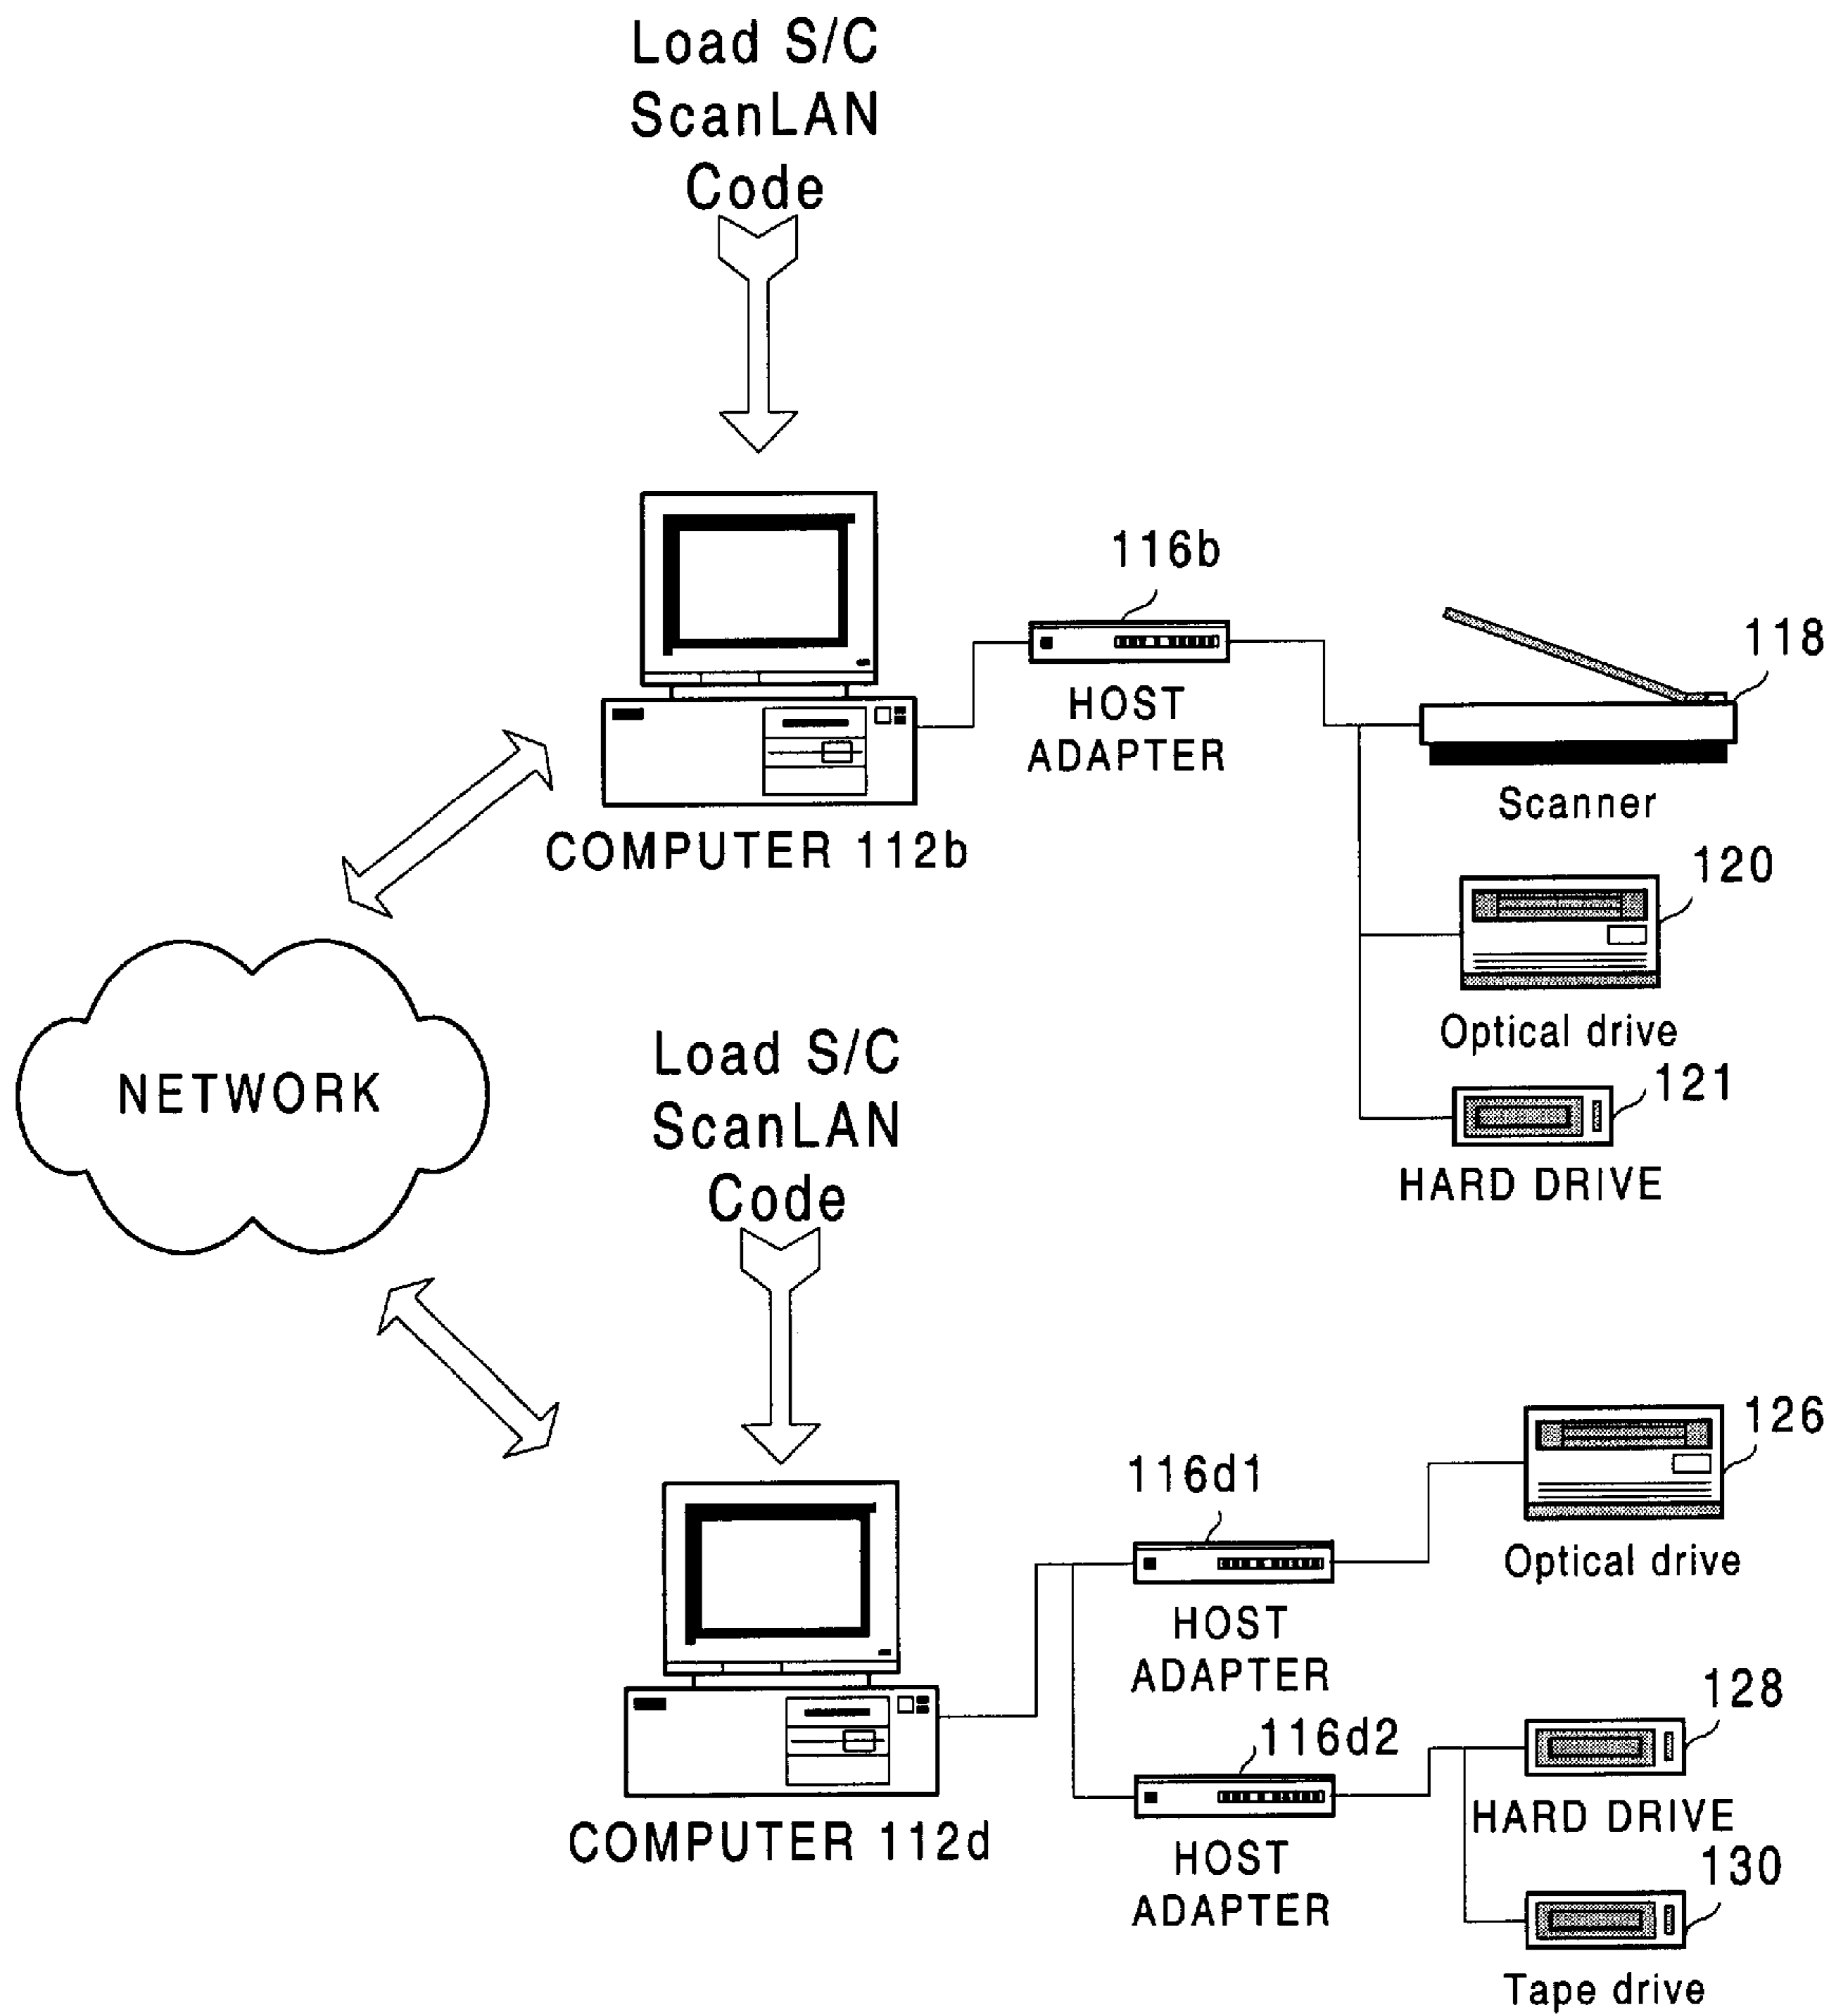 Load S/C
ScanLAN
Code
116b
118
HOST
ADAPTER
Scanner
COMPUTER 112b
120
Optical drive
121
HARD DRIVE
NETWORK
Load S/C
ScanLAN
Code
126
116d1
Optical drive
HOST
ADAPTER
128
116d2
HARD DRIVE
COMPUTER 112d
HOST
ADAPTER
130
Tape drive